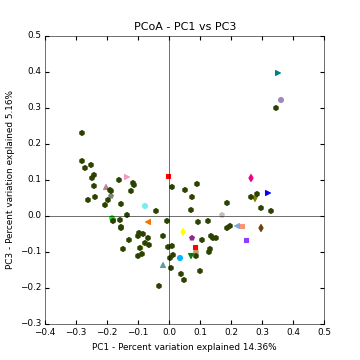 PCoA - PC1 vs PC3
0.5
0.4
0.3
0.2
0.1
0.0
−0.1
−0.2
−0.3
PC3 - Percent variation explained 5.16%
−0.4 −0.3 −0.2 −0.1 0.0 0.1 0.2 0.3 0.4 0.5
PC1 - Percent variation explained 14.36%